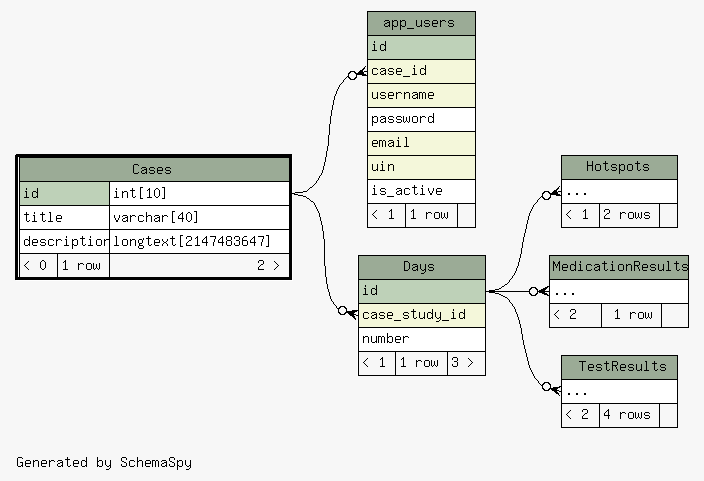 app_users
id
case_id
username
password
email
uin
is_active
< 1 1 row
Cases
id int[10]
title varchar[40]
description longtext[2147483647]
< 0 1 row 2 >
Days
id
case_study_id
number
< 1 1 row 3 >
Hotspots
...
< 1 2 rows
MedicationResults
...
< 2 1 row
TestResults
...
< 2 4 rows
Generated by SchemaSpy